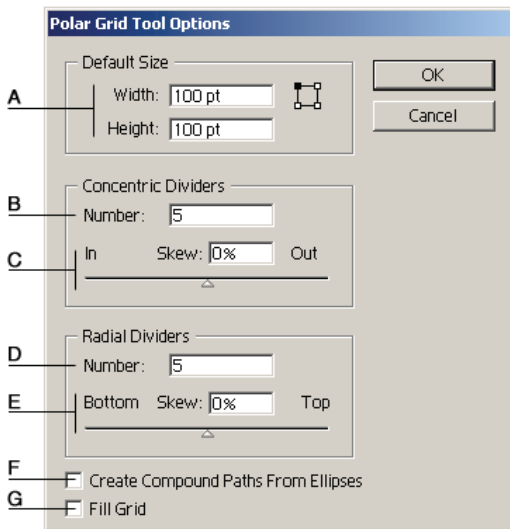 Polar Grid Tool Options
Default Size
A
Width: 100 pt
Height: 100 pt
OK
Cancel
Concentric Dividers
B
Number: 5
C
In Skew: 0% Out
Radial Dividers
D
Number: 5
E
Bottom Skew: 0% Top
F
Create Compound Paths From Ellipses
G
Fill Grid